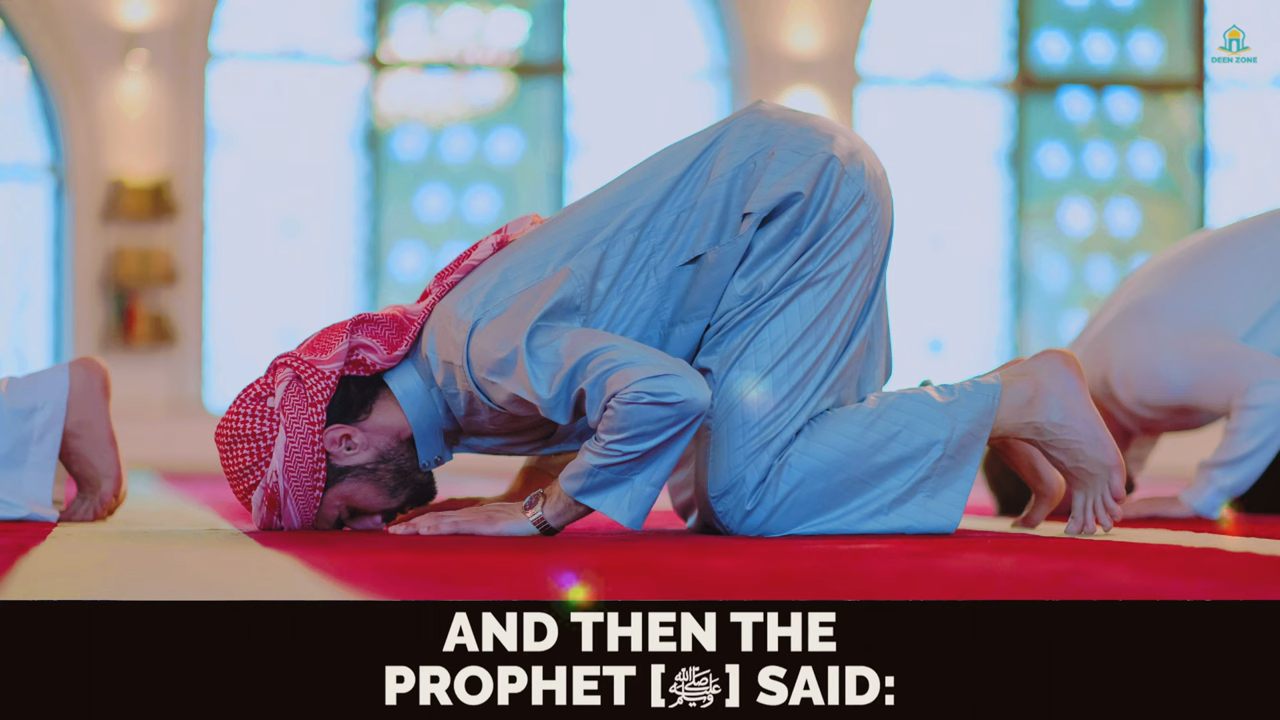 DEEN ZONE
AND THEN THE
PROPHET [ﷺ] SAID: